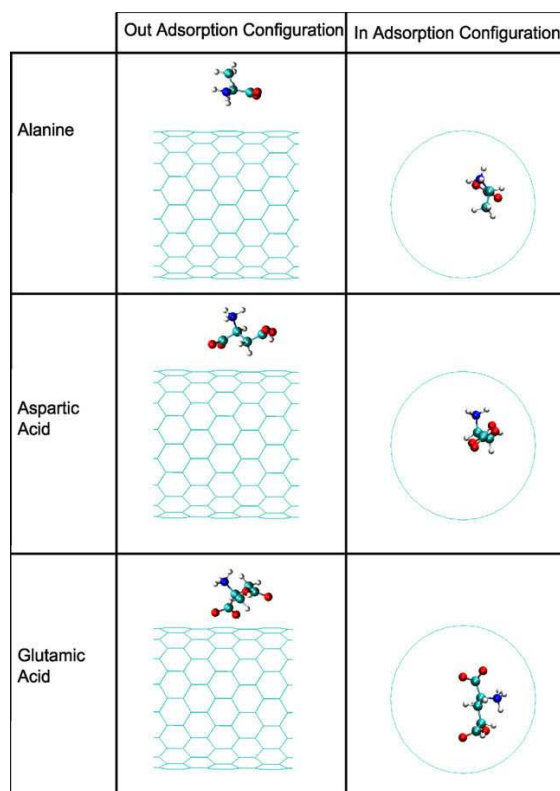 Out Adsorption Configuration
In Adsorption Configuration
Alanine
Aspartic
Acid
Glutamic
Acid